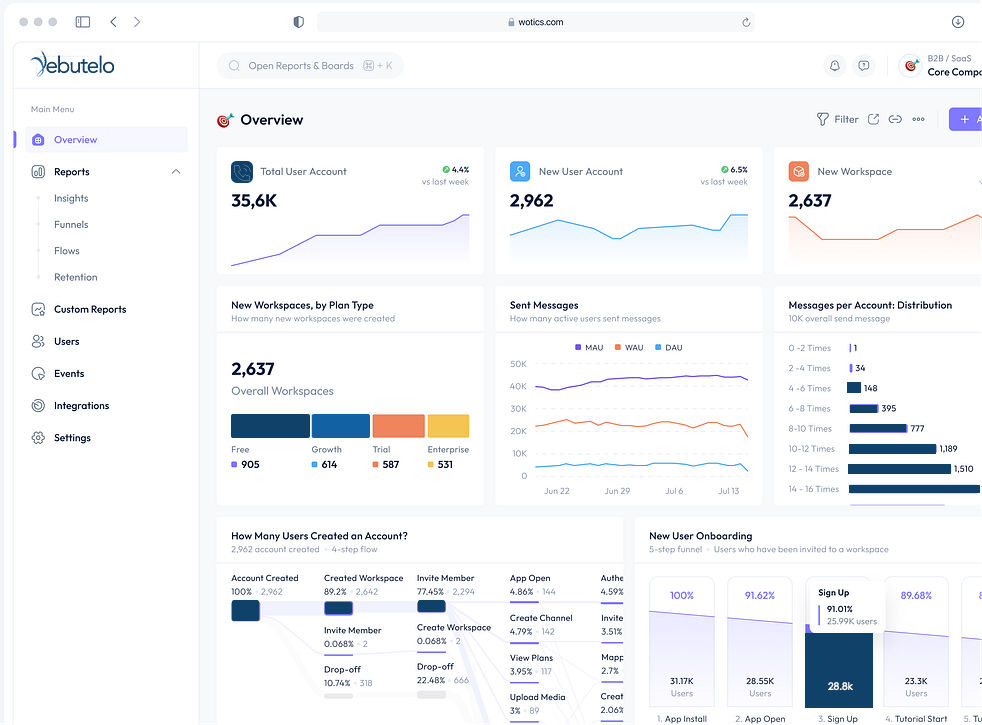 wotics.com
Vebutelo
Open Reports & Boards ⌘ + K
B2B / SaaS
Core Compa
Main Menu
Overview
Reports
Insights
Funnels
Flows
Retention
Custom Reports
Users
Events
Integrations
Settings
Overview
Filter
+ A
Total User Account
4.4%
vs last week
35,6K
New User Account
6.5%
vs last week
2,962
New Workspace
2,637
New Workspaces, by Plan Type
How many new workspaces were created
2,637
Overall Workspaces
Free
905
Growth
614
Trial
587
Enterprise
531
Sent Messages
How many active users sent messages
MAU WAU DAU
50K
40K
30K
20K
10K
0
Jun 22 Jun 29 Jul 6 Jul 13
Messages per Account: Distribution
10K overall send message
0 -2 Times 1
2 -4 Times 34
4 -6 Times 148
6 -8 Times 395
8-10 Times 777
10-12 Times 1,189
12 - 14 Times 1,510
14 - 16 Times
How Many Users Created an Account?
2,962 account created • 4-step flow
Account Created
100% • 2,962
Created Workspace
89.2% • 2,642
Invite Member
0.068% • 2
Drop-off
10.74% • 318
Invite Member
77.45% • 2,294
Create Workspace
0.068% • 2
Drop-off
22.48% • 666
App Open
4.86% • 144
Create Channel
4.79% • 142
View Plans
3.95% • 117
Upload Media
3% • 89
Authe
4.59%
Invite
3.51%
Mapp
2.7%
Creat
2.06%
New User Onboarding
5-step funnel • Users who have been invited to a workspace
100%
31.17K
Users
1. App Install
91.62%
28.55K
Users
2. App Open
Sign Up
91.01%
25.99K users
28.8k
3. Sign Up
89.68%
23.3K
Users
4. Tutorial Start
8
2
5. Tu